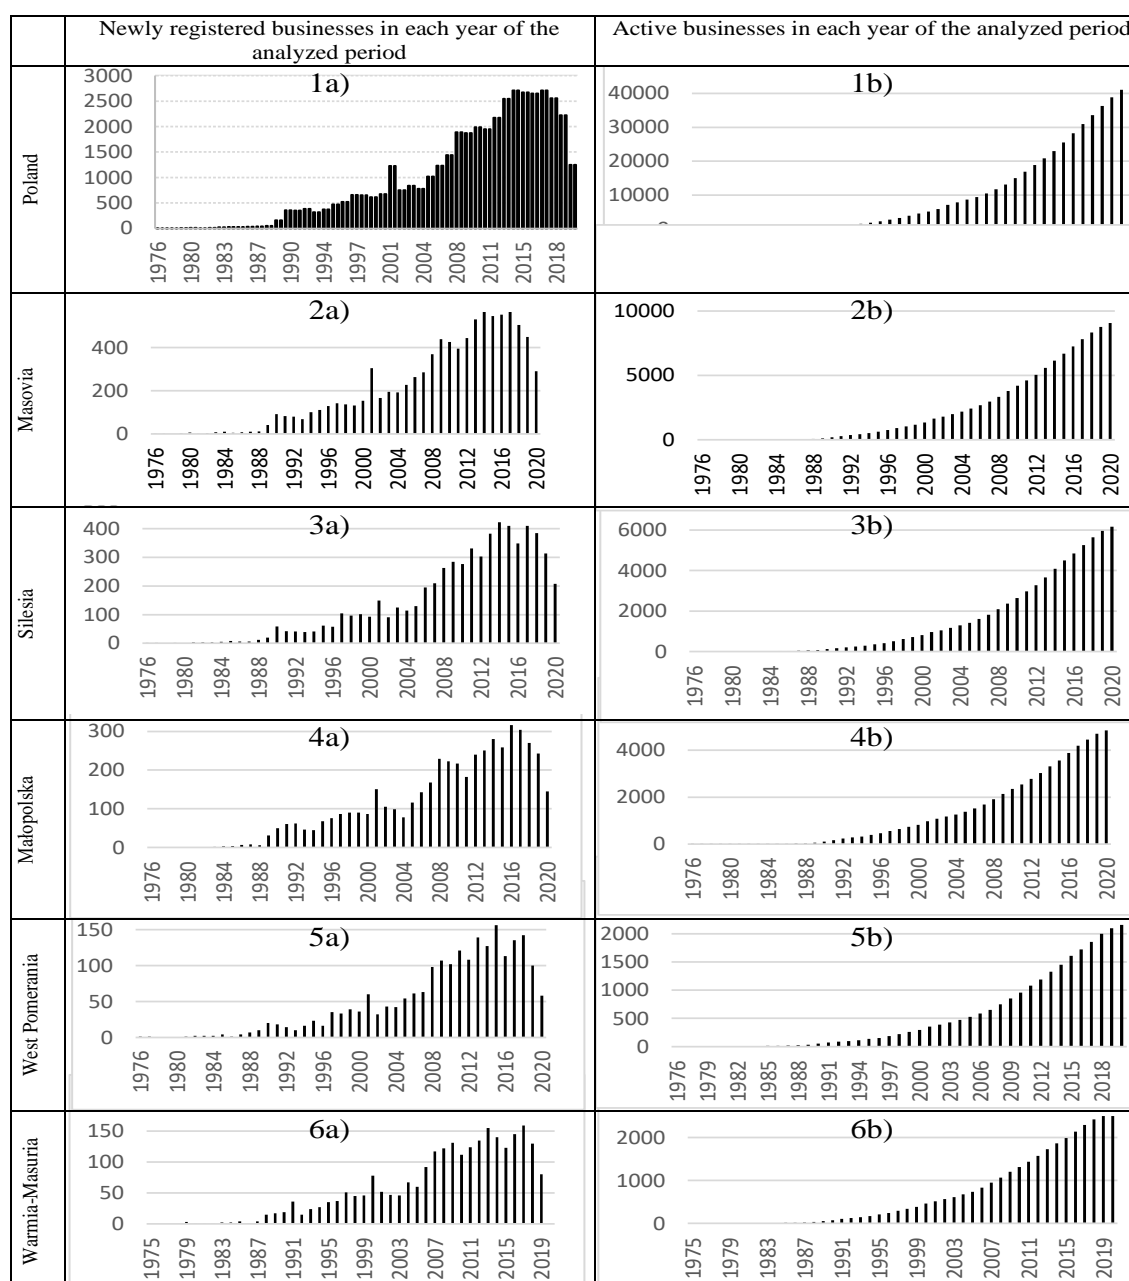 Newly registered businesses in each year of the
analyzed period
Active businesses in each year of the analyzed period
Poland
1a)
3000
2500
2000
1500
1000
500
0
1976 1980 1983 1987 1990 1994 1997 2001 2004 2008 2011 2015 2018
1b)
40000
30000
20000
10000
Masovia
2a)
400
200
0
1976 1980 1984 1988 1992 1996 2000 2004 2008 2012 2016 2020
2b)
10000
5000
0
1976 1980 1984 1988 1992 1996 2000 2004 2008 2012 2016 2020
Silesia
3a)
400
300
200
100
0
1976 1980 1984 1988 1992 1996 2000 2004 2008 2012 2016 2020
3b)
6000
4000
2000
0
1976 1980 1984 1988 1992 1996 2000 2004 2008 2012 2016 2020
Małopolska
4a)
300
200
100
0
1976 1980 1984 1988 1992 1996 2000 2004 2008 2012 2016 2020
4b)
4000
2000
0
1976 1980 1984 1988 1992 1996 2000 2004 2008 2012 2016 2020
West Pomerania
5a)
150
100
50
0
1976 1980 1984 1988 1992 1996 2000 2004 2008 2012 2016 2020
5b)
2000
1500
1000
500
0
1976 1979 1982 1985 1988 1991 1994 1997 2000 2003 2006 2009 2012 2015 2018
Warmia-Masuria
6a)
150
100
50
0
1975 1979 1983 1987 1991 1995 1999 2003 2007 2011 2015 2019
6b)
2000
1000
0
1975 1979 1983 1987 1991 1995 1999 2003 2007 2011 2015 2019